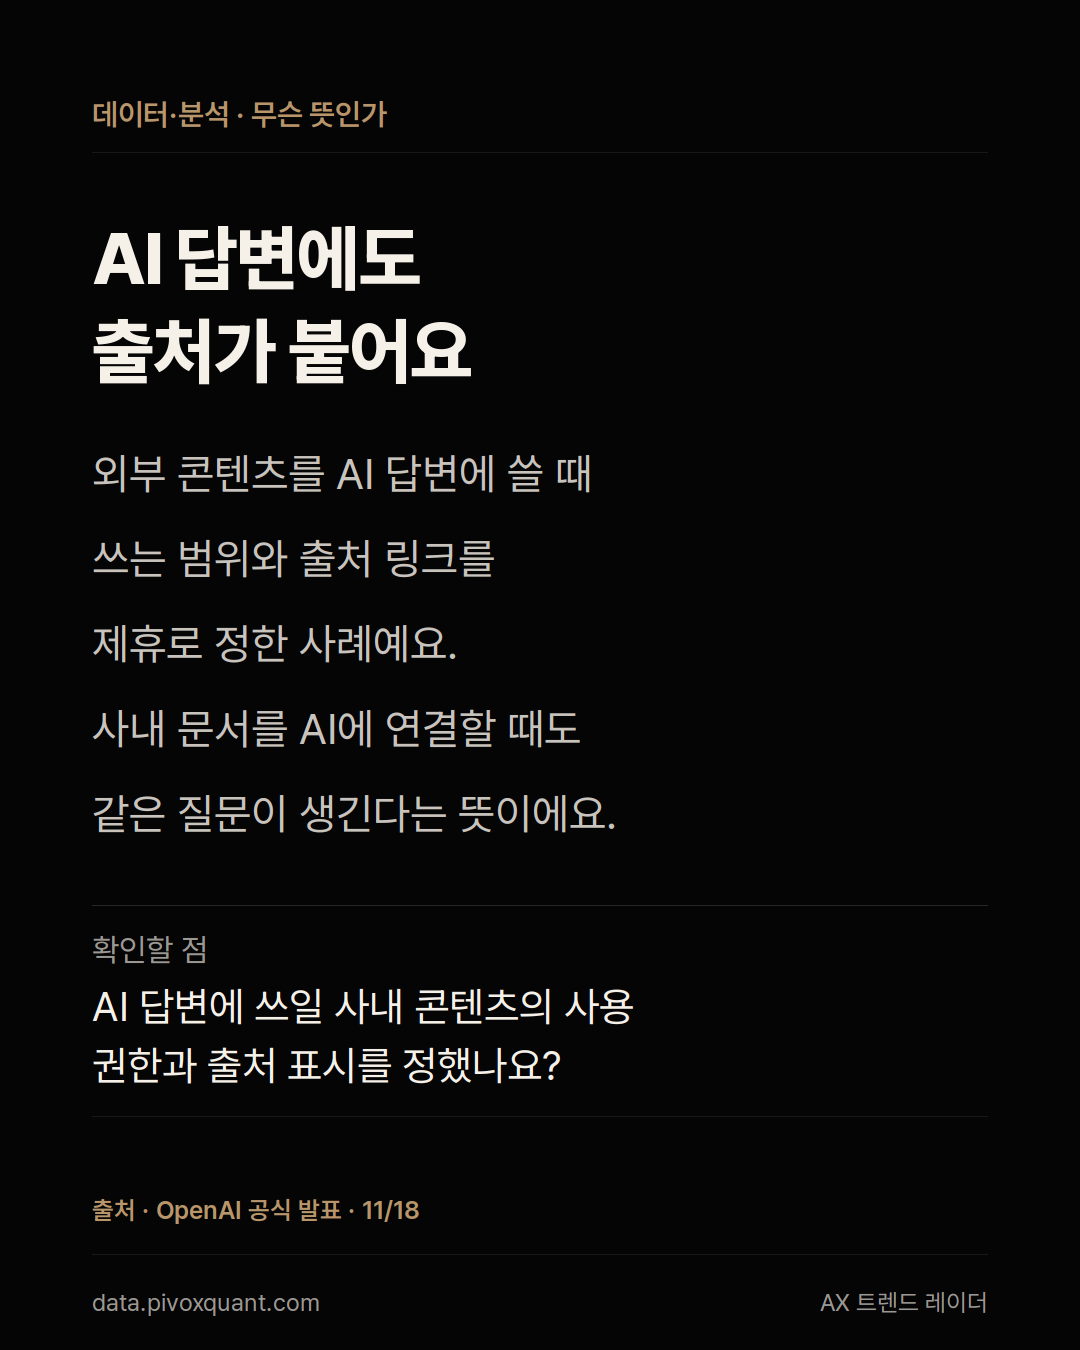 데이터·분석 · 무슨 뜻인가
AI 답변에도
출처가 붙어요
외부 콘텐츠를 AI 답변에 쓸 때
쓰는 범위와 출처 링크를
제휴로 정한 사례예요.
사내 문서를 AI에 연결할 때도
같은 질문이 생긴다는 뜻이에요.
확인할 점
AI 답변에 쓰일 사내 콘텐츠의 사용
권한과 출처 표시를 정했나요?
출처 · OpenAI 공식 발표 · 11/18
data.pivoxquant.com
AX 트렌드 레이더